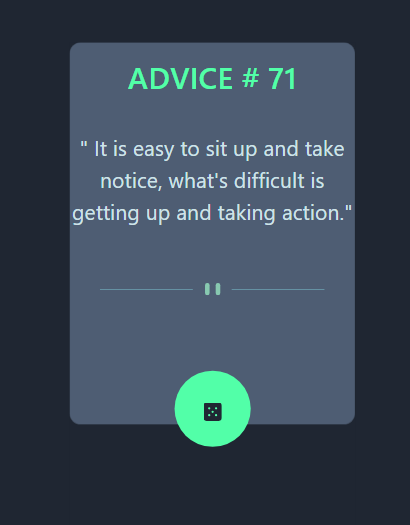 ADVICE # 71
" It is easy to sit up and take
notice, what's difficult is
getting up and taking action."